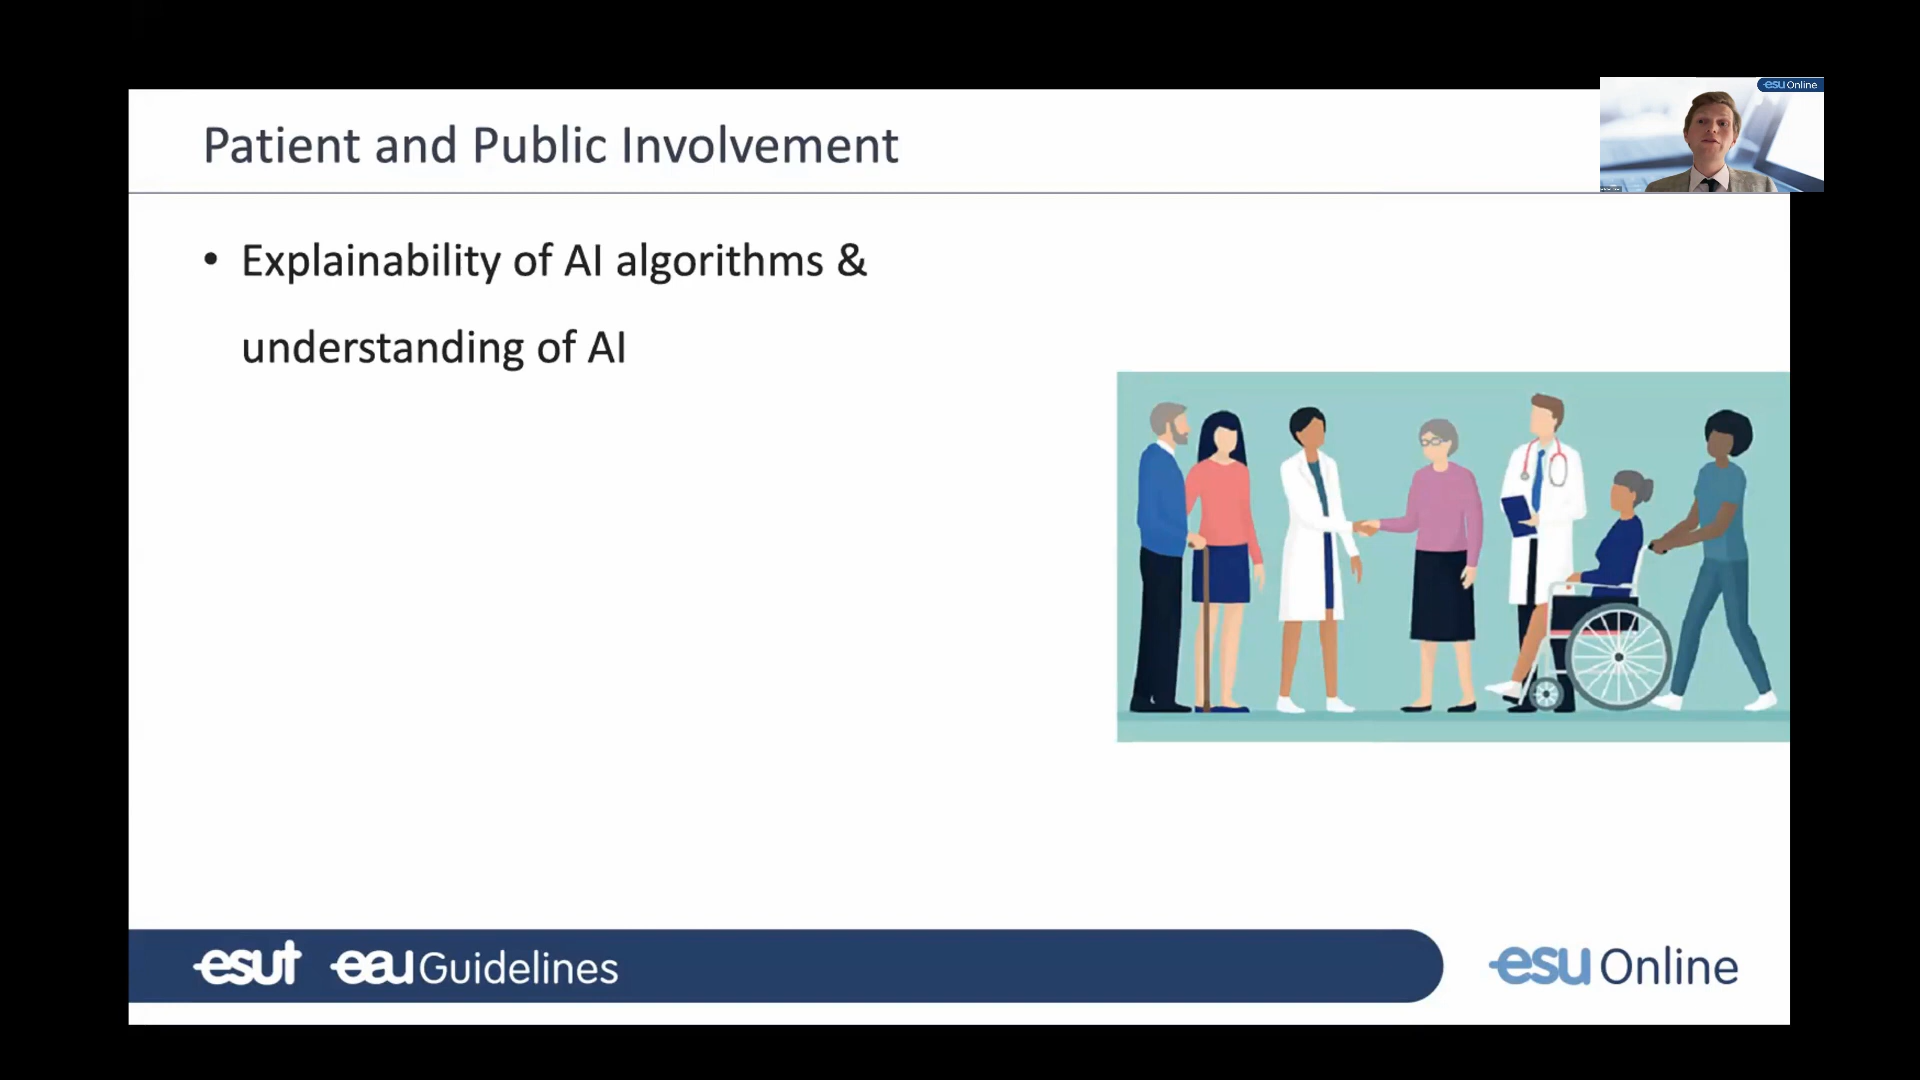 esu Online
Patient and Public Involvement
• Explainability of AI algorithms &
understanding of AI
esut eau Guidelines
esu Online